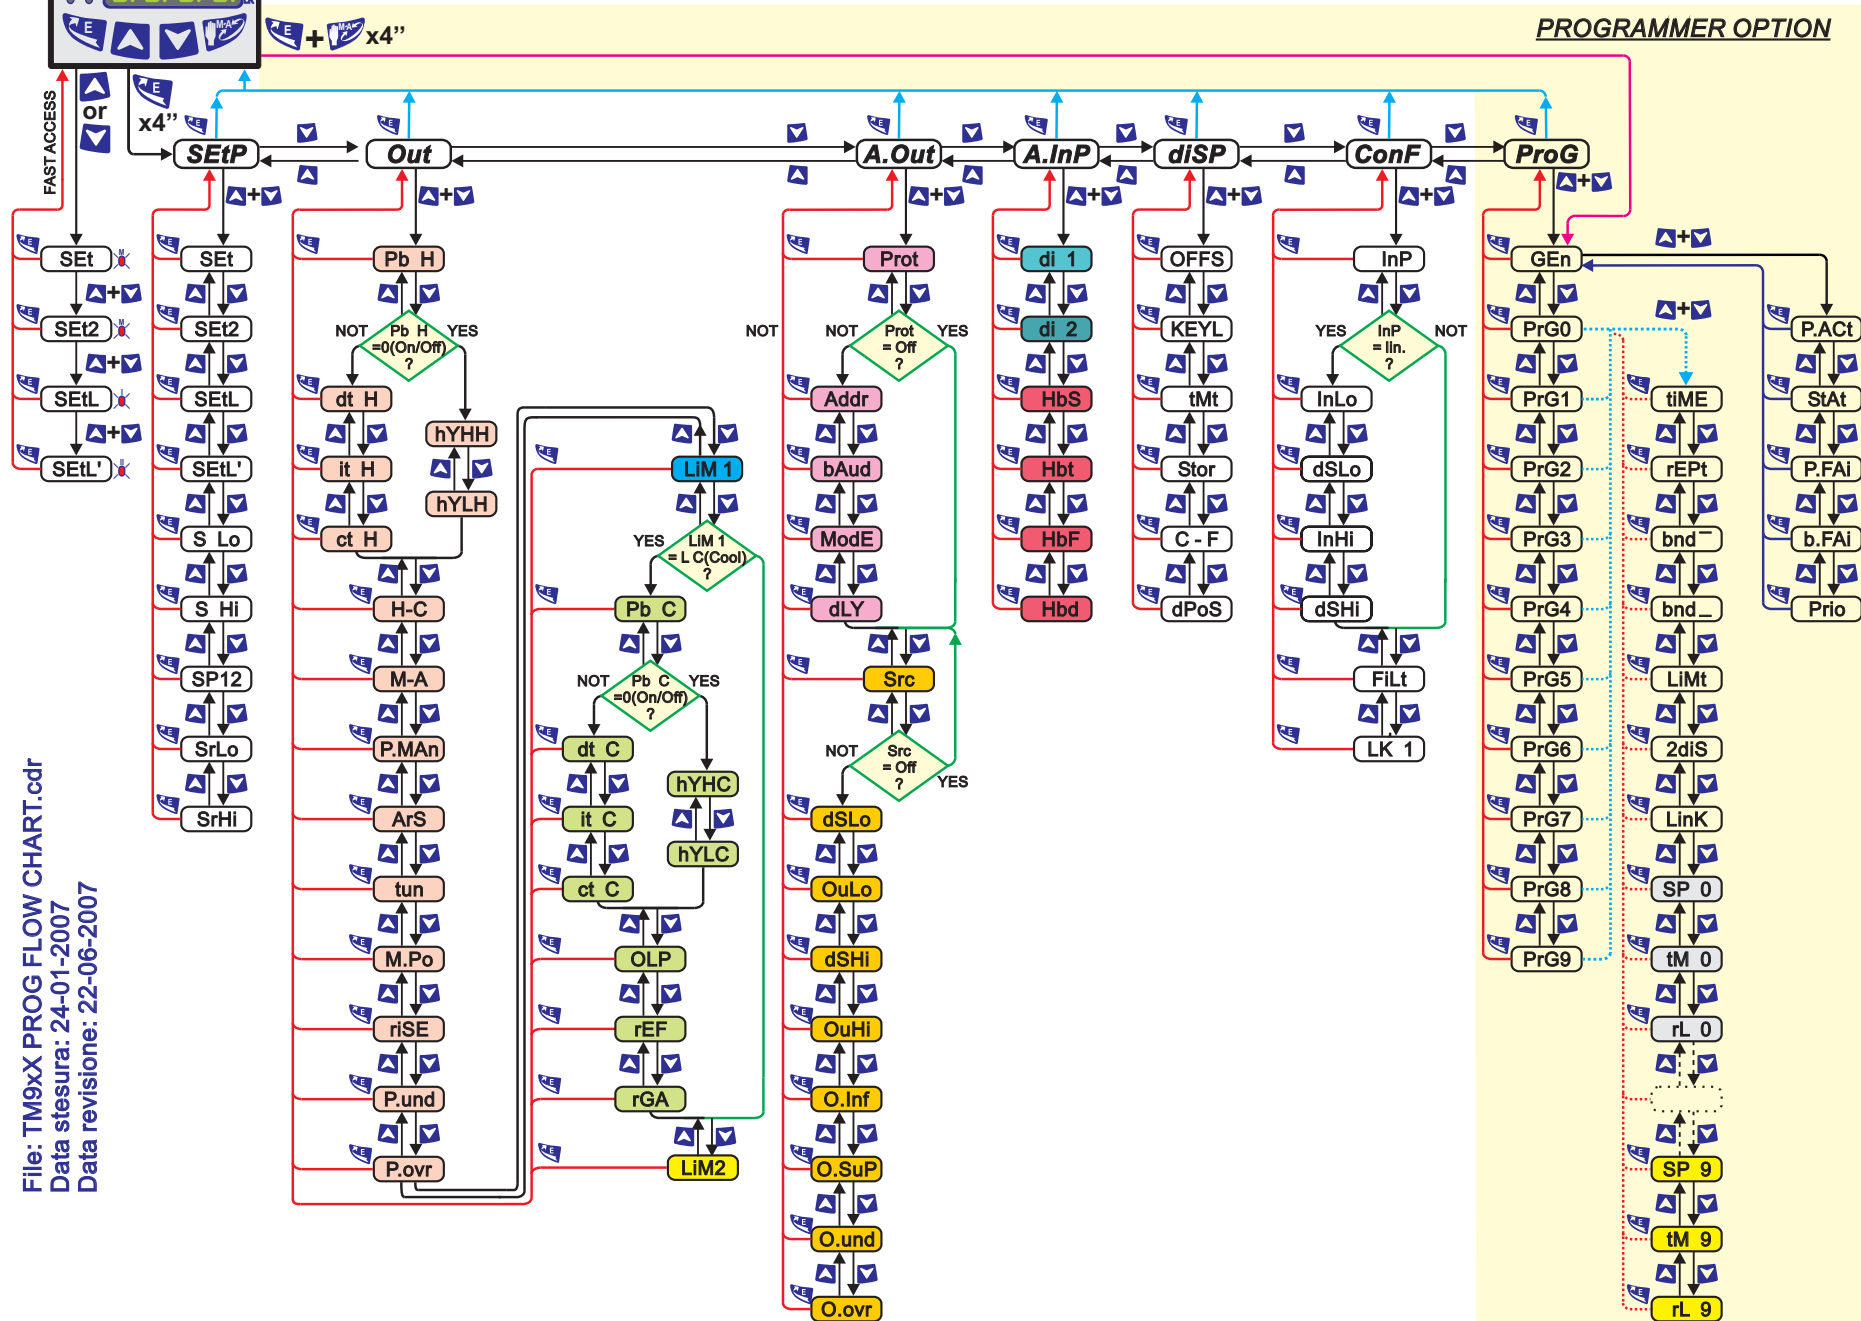 PROGRAMMER OPTION
E M-A
E + M-A x4”
FAST ACCESS
or
E
x4”
SEtP Out A.Out A.InP diSP ConF ProG
SEt
SEt2
SEtL
SEtL'
SEt
SEt2
SEtL
SEtL'
S Lo
S Hi
SP12
SrLo
SrHi
Pb H
NOT
Pb H
=0(On/Off)
?
YES
dt H
it H
ct H
hYHH
hYLH
H-C
M-A
P.MAn
ArS
tun
M.Po
riSE
P.und
P.ovr
LiM 1
YES
LiM 1
= L C(Cool)
?
NOT
Pb C
NOT
Pb C
=0(On/Off)
?
YES
dt C
it C
ct C
hYHC
hYLC
OLP
rEF
rGA
LiM2
Prot
NOT
Prot
= Off
?
YES
Addr
bAud
ModE
dLY
Src
NOT
Src
= Off
?
YES
dSLo
OuLo
dSHi
OuHi
O.Inf
O.SuP
O.und
O.ovr
di 1
di 2
HbS
Hbt
HbF
Hbd
OFFS
KEYL
tMt
Stor
C - F
dPoS
InP
YES
InP
= lin.
?
NOT
InLo
dSLo
InHi
dSHi
FiLt
LK 1
GEn
PrG0
PrG1
PrG2
PrG3
PrG4
PrG5
PrG6
PrG7
PrG8
PrG9
tiME
rEPt
bnd¯
bnd_
LiMt
2diS
LinK
SP 0
tM 0
rL 0
SP 9
tM 9
rL 9
P.ACt
StAt
P.FAi
b.FAi
Prio
File: TM9xX PROG FLOW CHART.cdr
Data stesura: 24-01-2007
Data revisione: 22-06-2007